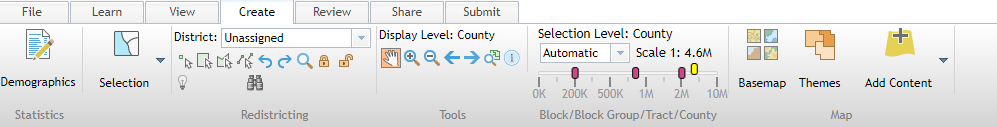 File Learn View Create Review Share Submit
District: Unassigned
Display Level: County
Selection Level: County
Automatic Scale 1: 4.6M
0K 200K 500K 1M 2M 10M
Demographics Selection Basemap Themes Add Content
Statistics Redistricting Tools Block/Block Group/Tract/County Map